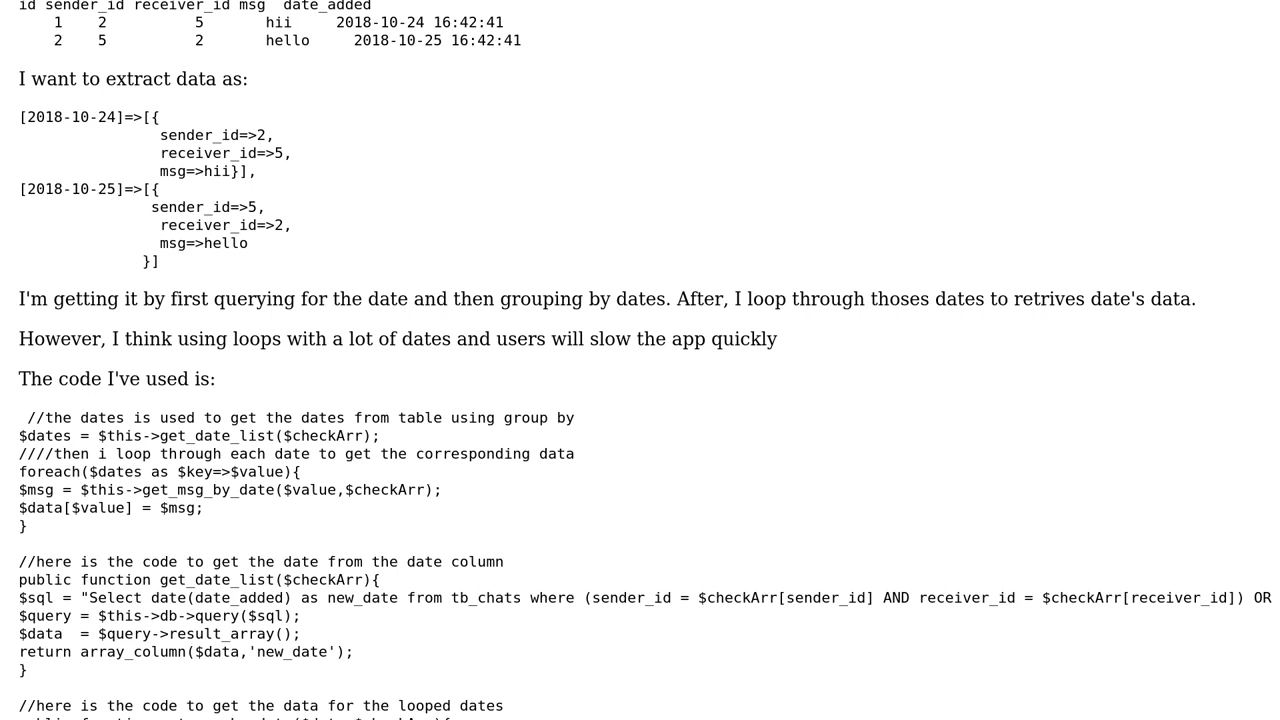 id sender_id receiver_id msg  date_added
    1    2          5       hii     2018-10-24 16:42:41
    2    5          2       hello     2018-10-25 16:42:41
I want to extract data as:
[2018-10-24]=>[{
                sender_id=>2,
                receiver_id=>5,
                msg=>hii}],
[2018-10-25]=>[{
               sender_id=>5,
                receiver_id=>2,
                msg=>hello
              }]
I'm getting it by first querying for the date and then grouping by dates. After, I loop through thoses dates to retrives date's data.
However, I think using loops with a lot of dates and users will slow the app quickly
The code I've used is:
 //the dates is used to get the dates from table using group by
$dates = $this->get_date_list($checkArr);
////then i loop through each date to get the corresponding data
foreach($dates as $key=>$value){
$msg = $this->get_msg_by_date($value,$checkArr);
$data[$value] = $msg;
}
//here is the code to get the date from the date column
public function get_date_list($checkArr){
$sql = "Select date(date_added) as new_date from tb_chats where (sender_id = $checkArr[sender_id] AND receiver_id = $checkArr[receiver_id]) OR
$query = $this->db->query($sql);
$data  = $query->result_array();
return array_column($data,'new_date');
}
//here is the code to get the data for the looped dates